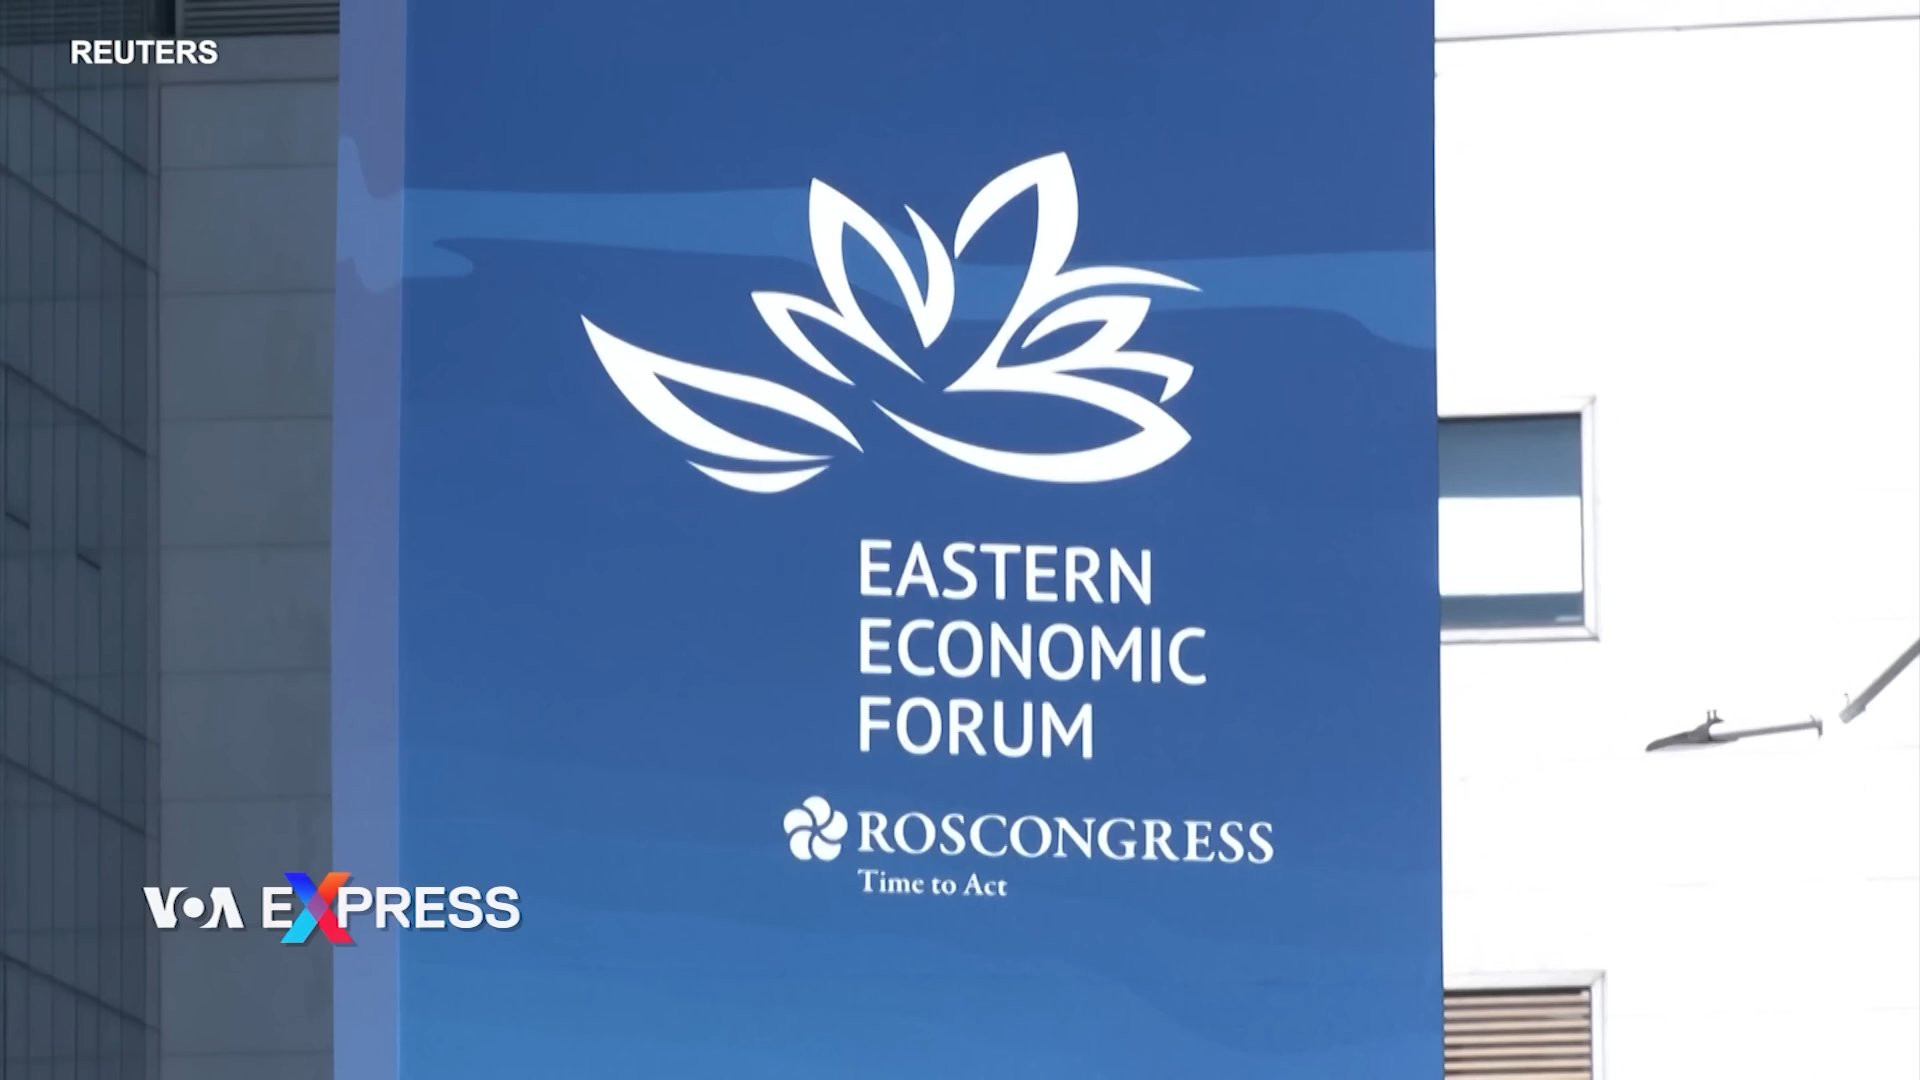 REUTERS
EASTERN
ECONOMIC
FORUM
ROSCONGRESS
Time to Act
VOA EXPRESS